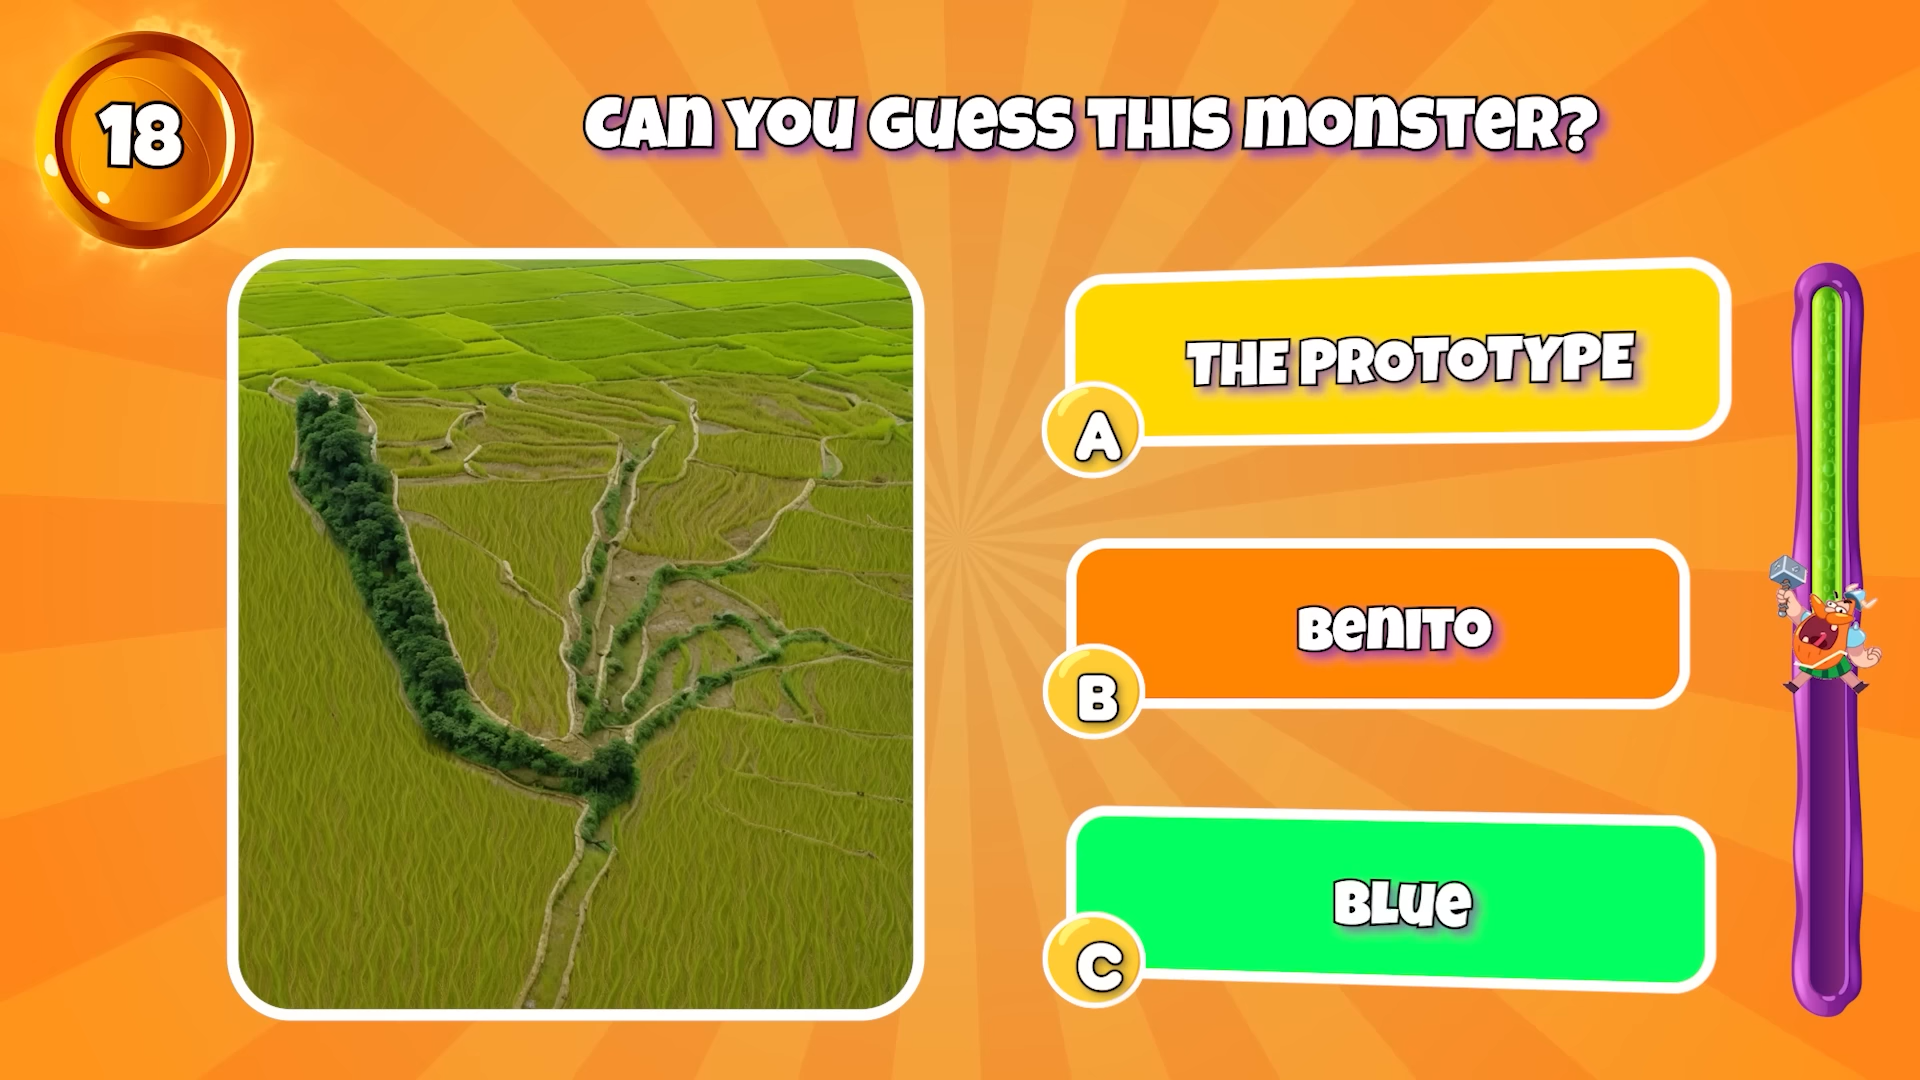 18
CAN YOU GUESS THIS MONSTER?
THE PROTOTYPE
A
BENITO
B
BLUE
C